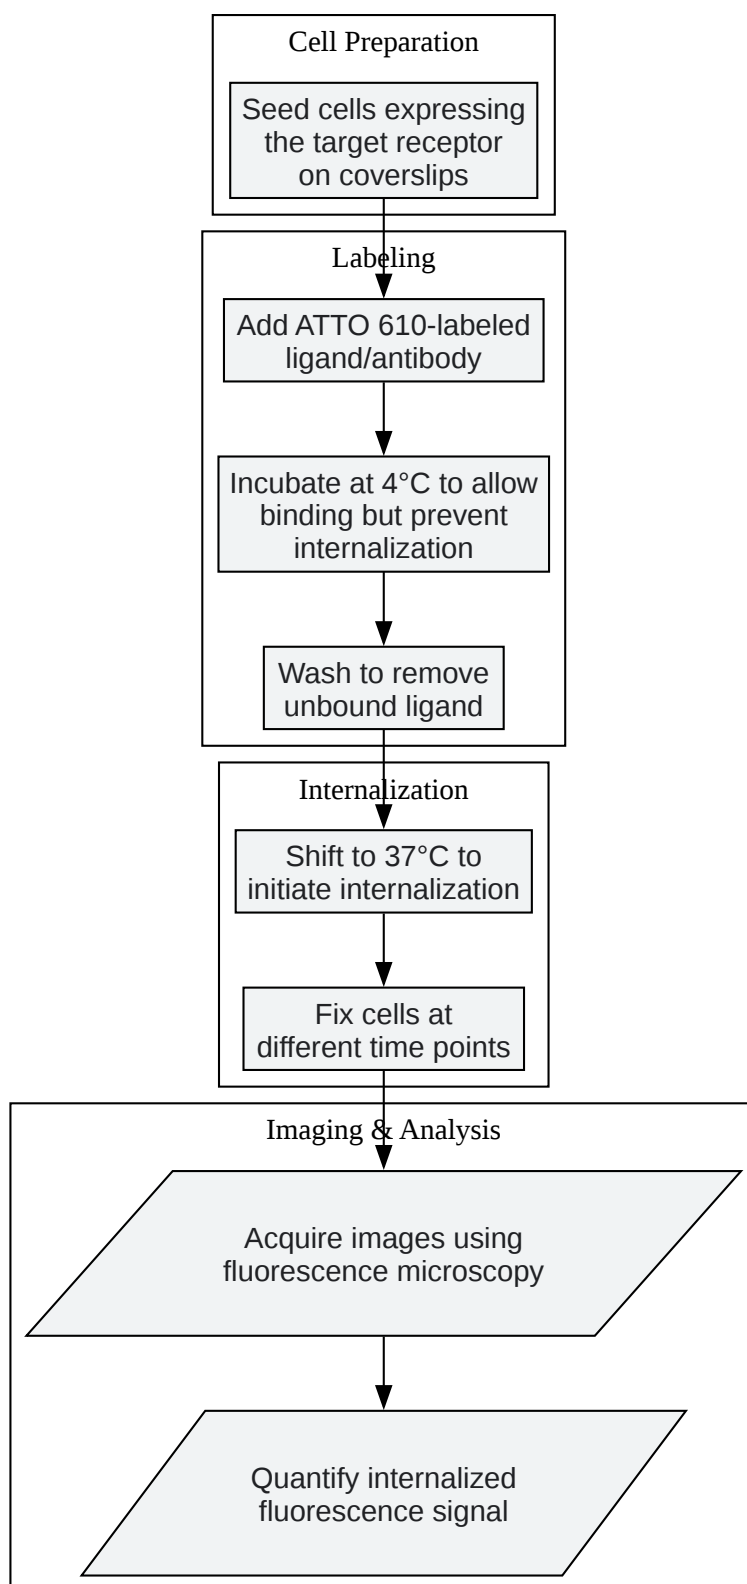 Cell Preparation
Seed cells expressing
the target receptor
on coverslips
Labeling
Add ATTO 610-labeled
ligand/antibody
Incubate at 4°C to allow
binding but prevent
internalization
Wash to remove
unbound ligand
Internalization
Shift to 37°C to
initiate internalization
Fix cells at
different time points
Imaging & Analysis
Acquire images using
fluorescence microscopy
Quantify internalized
fluorescence signal